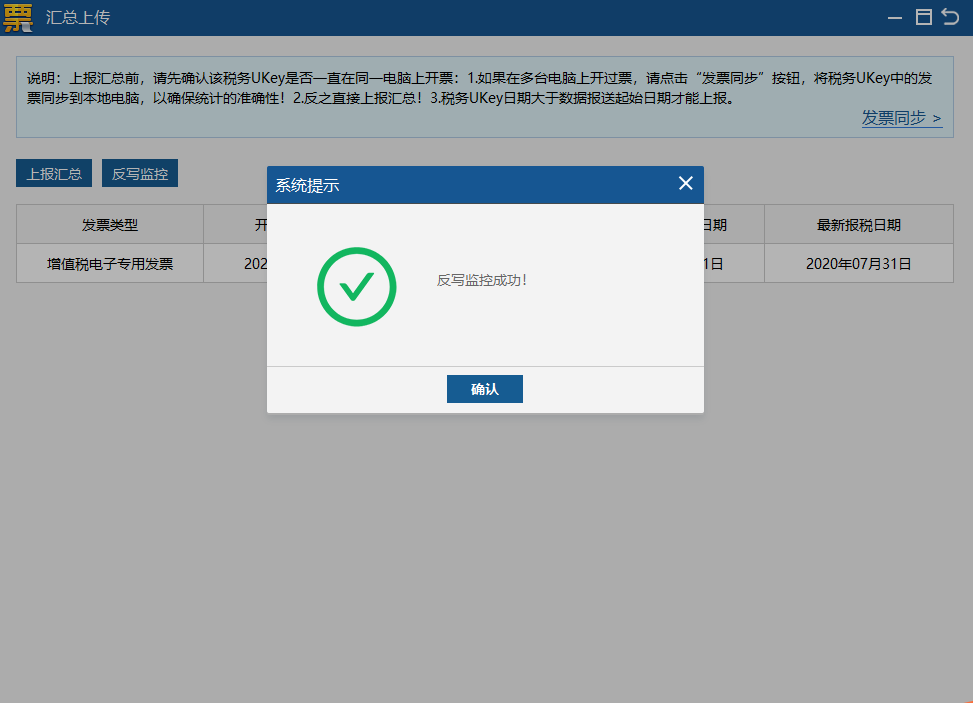 票 汇总上传
说明：上报汇总前，请先确认该税务UKey是否一直在同一电脑上开票：1.如果在多台电脑上开过票，请点击“发票同步”按钮，将税务UKey中的发
票同步到本地电脑，以确保统计的准确性！2.反之直接上报汇总！3.税务UKey日期大于数据报送起始日期才能上报。
发票同步 >
上报汇总 反写监控
系统提示
发票类型 开 日期 最新报税日期
增值税电子专用发票 202 1日 2020年07月31日
反写监控成功！
确认